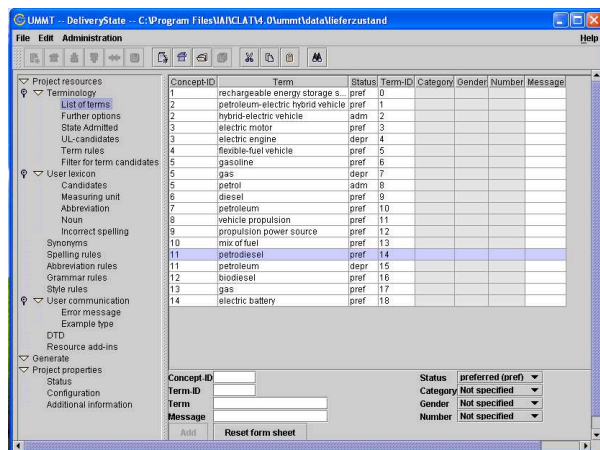 UMMT -- DeliveryState -- C:\Program Files\IAI\CLAT\4.0\ummt\data\lieferzustand
File Edit Administration Help
Project resources
Terminology
List of terms
Further options
State Admitted
UL-candidates
Term rules
Filter for term candidates
User lexicon
Candidates
Measuring unit
Abbreviation
Noun
Incorrect spelling
Synonyms
Spelling rules
Abbreviation rules
Grammar rules
Style rules
User communication
Error message
Example type
DTD
Resource add-ins
Generate
Project properties
Status
Configuration
Additional information
Concept-ID Term Status Term-ID Category Gender Number Message
1 rechargeable energy storage s... pref 0
2 petroleum-electric hybrid vehicle pref 1
2 hybrid-electric vehicle adm 2
3 electric motor pref 3
3 electric engine depr 4
4 flexible-fuel vehicle pref 5
5 gasoline pref 6
5 gas depr 7
5 petrol adm 8
6 diesel pref 9
7 petroleum pref 10
8 vehicle propulsion pref 11
9 propulsion power source pref 12
10 mix of fuel pref 13
11 petrodiesel pref 14
11 petroleum depr 15
12 biodiesel pref 16
13 gas pref 17
14 electric battery pref 18
Concept-ID Status preferred (pref)
Term-ID Category Not specified
Term Gender Not specified
Message Number Not specified
Add Reset form sheet